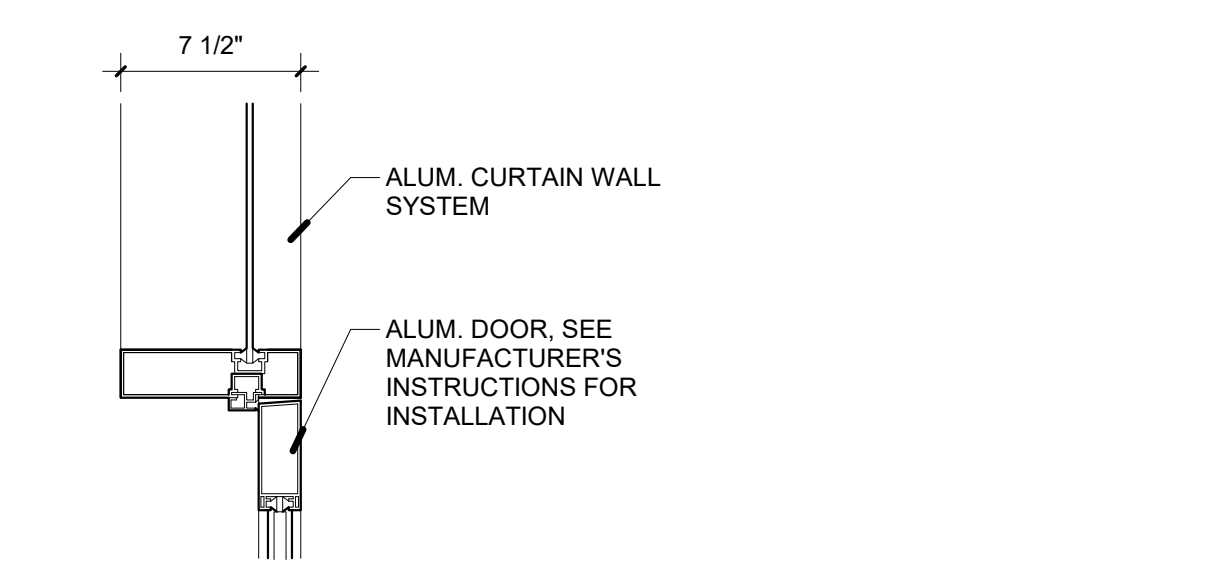 7 1/2"
ALUM. CURTAIN WALL
SYSTEM
ALUM. DOOR, SEE
MANUFACTURER'S
INSTRUCTIONS FOR
INSTALLATION